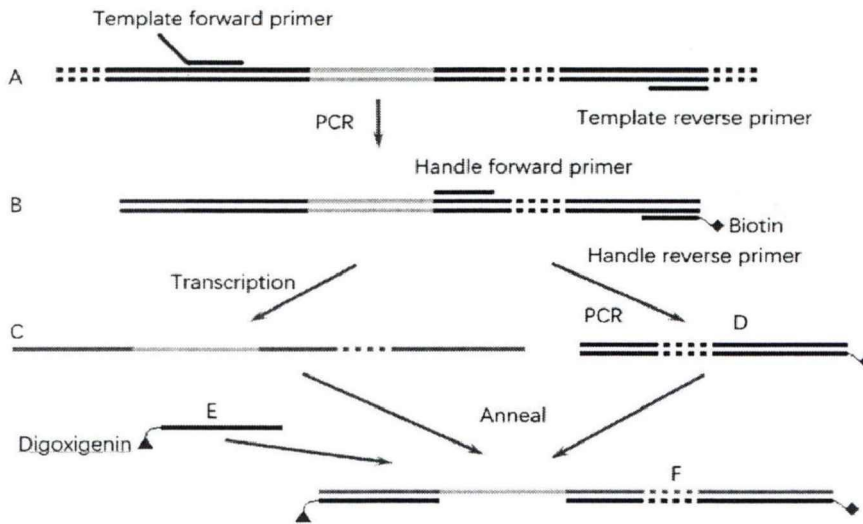 Template forward primer
A
PCR
Template reverse primer
Handle forward primer
B
Biotin
Handle reverse primer
Transcription
PCR
D
C
E
Anneal
Digoxigenin
F